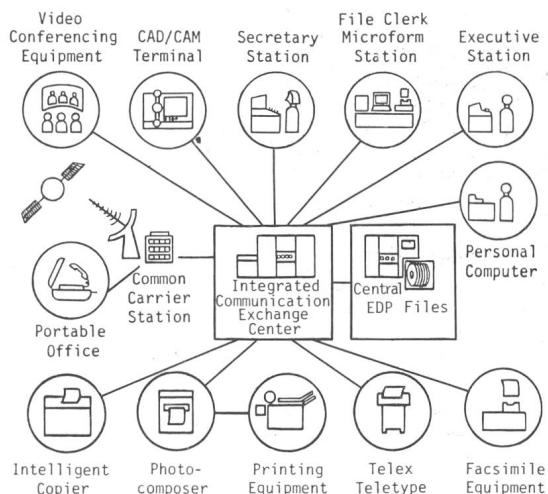 Video
Conferencing
Equipment
CAD/CAM
Terminal
Secretary
Station
File Clerk
Microform
Station
Executive
Station
Personal
Computer
Common
Carrier
Station
Portable
Office
Integrated
Communication
Exchange
Center
Central
EDP Files
Intelligent
Copier
Photo-
composer
Printing
Equipment
Telex
Teletype
Facsimile
Equipment